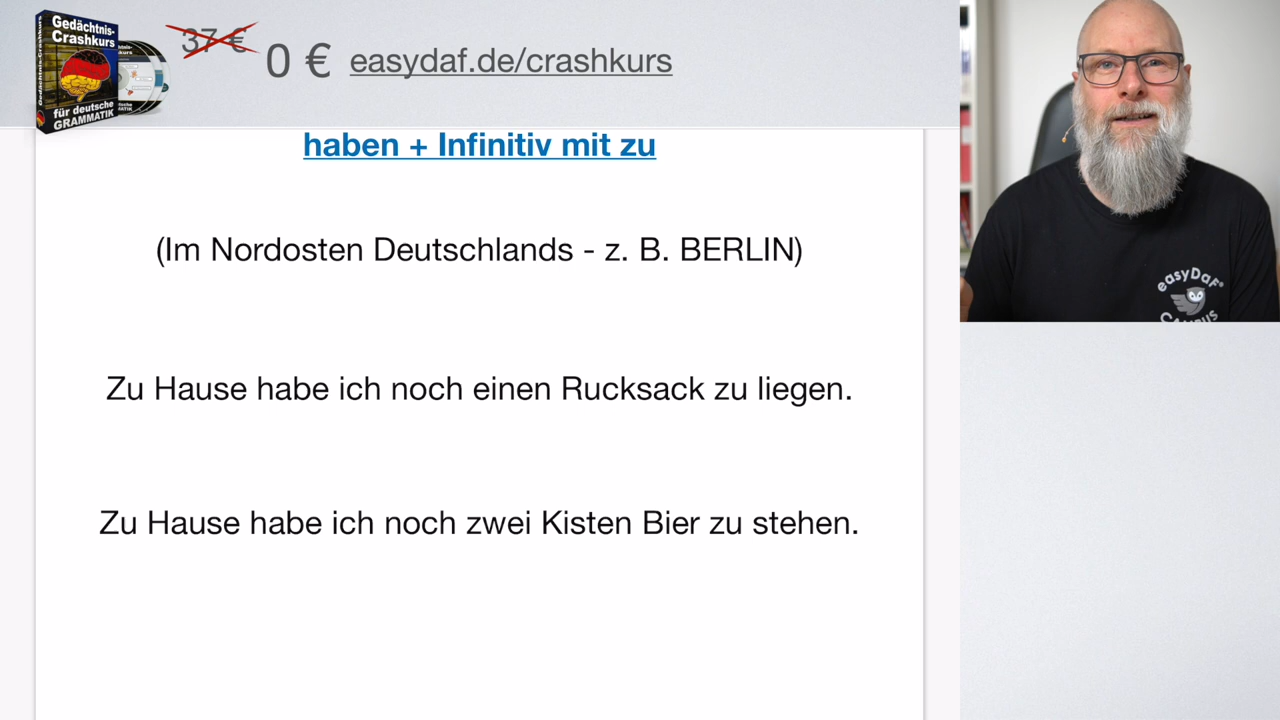 Gedächtnis-
Crashkurs
für deutsche
GRAMMATIK
37 €
0 € easydaf.de/crashkurs
haben + Infinitiv mit zu
(Im Nordosten Deutschlands - z. B. BERLIN)
Zu Hause habe ich noch einen Rucksack zu liegen.
Zu Hause habe ich noch zwei Kisten Bier zu stehen.
easyDaF®
CAMPUS